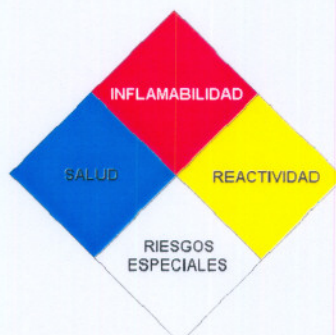 INFLAMABILIDAD
SALUD
REACTIVIDAD
RIESGOS
ESPECIALES